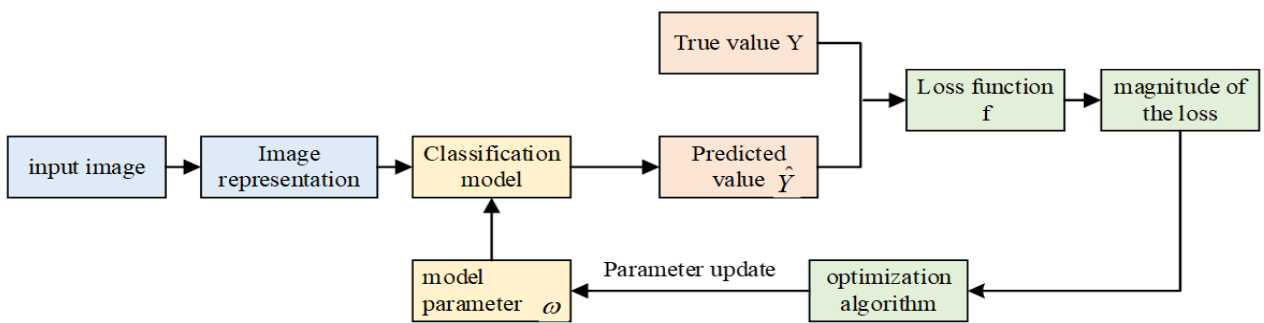 True value Y
Loss function
f
magnitude of
the loss
input image
Image
representation
Classification
model
Predicted
value Ŷ
model
parameter ω
Parameter update
optimization
algorithm